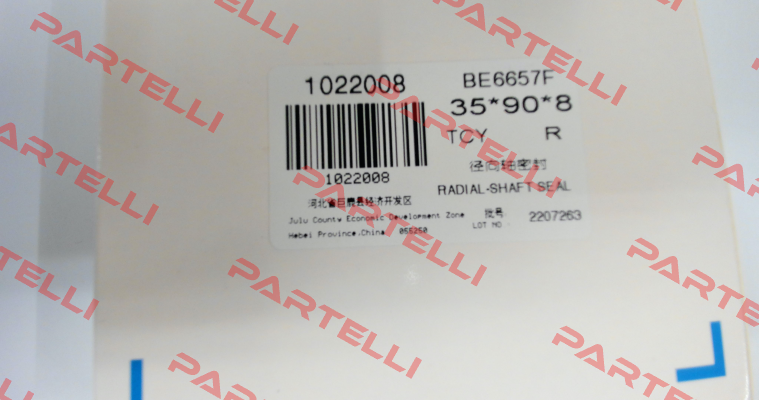 1022008
BE6657F
35*90*8
TCY R
1022008
径向轴密封
RADIAL-SHAFT SEAL
河北省巨鹿县经济开发区
Julu County Economic Development Zone
Hebei Province,China, 055250
批号
LOT NO
2207263
PARTELLI
PARTELLI
PARTELLI
PARTELLI
PARTELLI
PARTELLI
PARTELLI
PARTELLI
PARTELLI
PARTELLI
PARTELLI